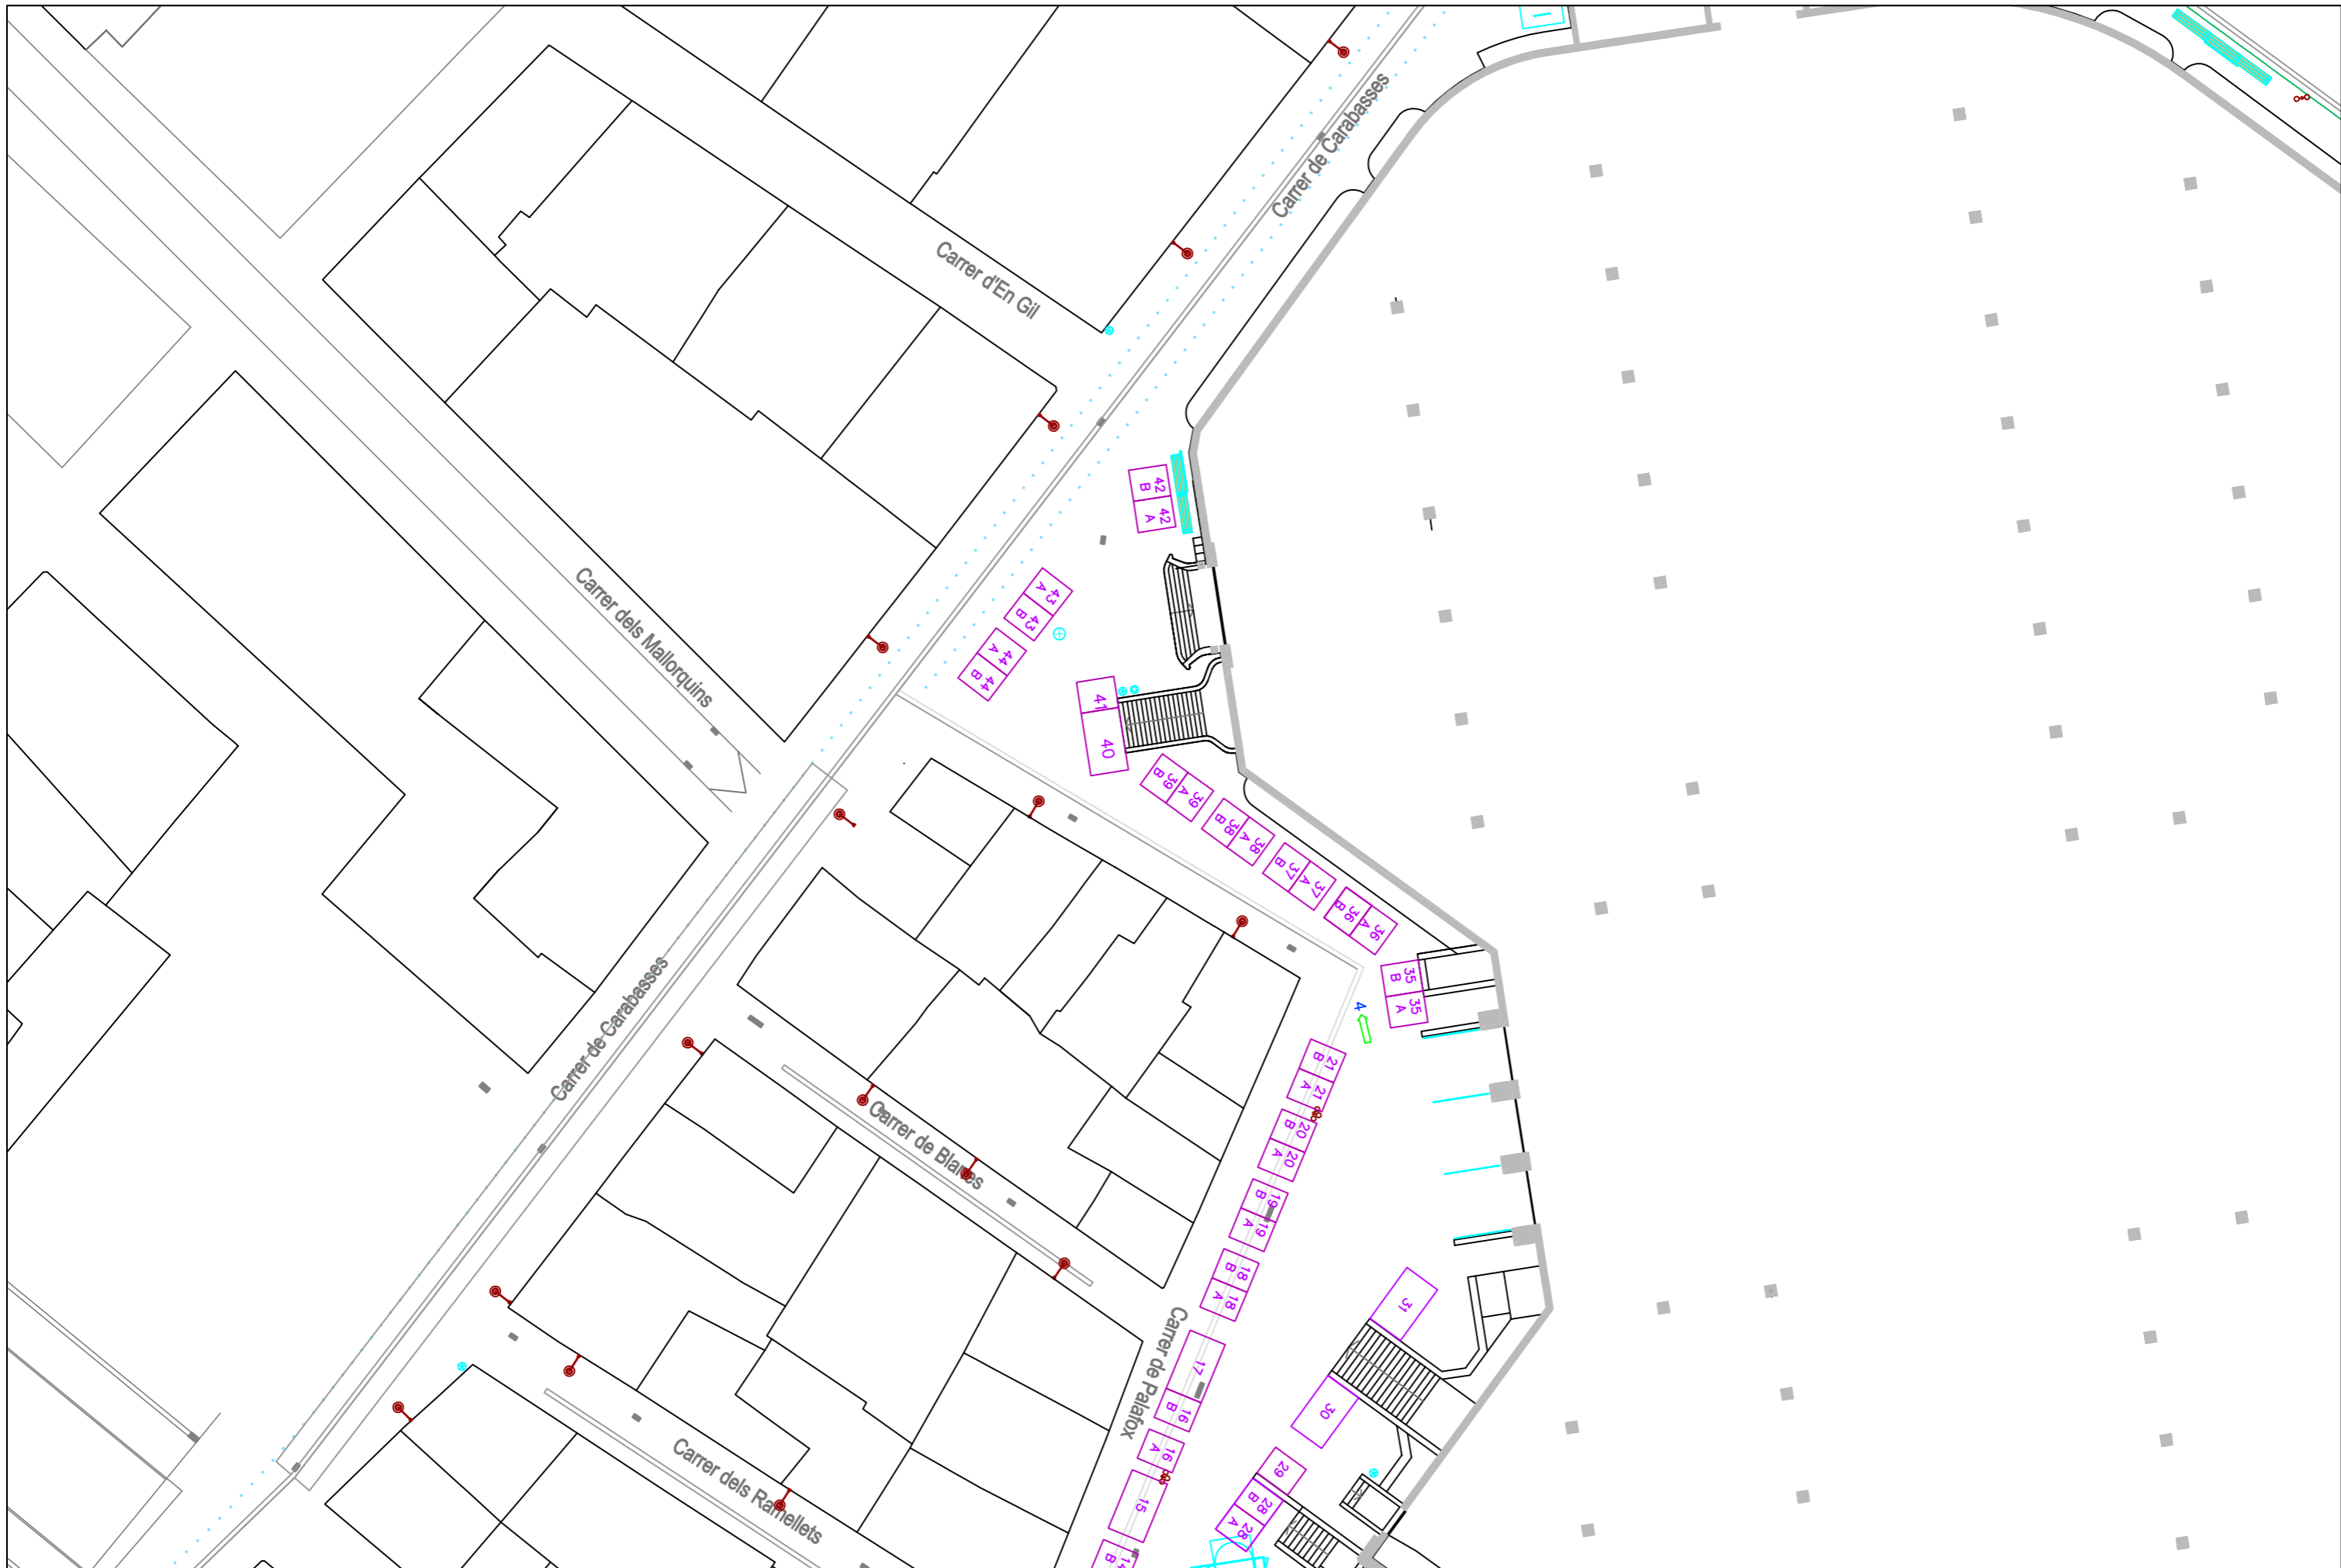 Carrer de Carabasses
Carrer d'En Gil
42
B
42
A
Carrer dels Mallorquins
43
A
43
B
44
A
44
B
41
40
39
B
39
A
38
B
38
A
37
B
37
A
36
B
36
A
35
B
35
A
4
Carrer de Carabasses
21
B
21
A
Carrer de Blanes
20
B
20
A
19
B
19
A
18
B
18
A
31
Carrer de Palafox
17
16
B
30
16
A
29
Carrer dels Ramellets
15
28
B
28
A
14
B